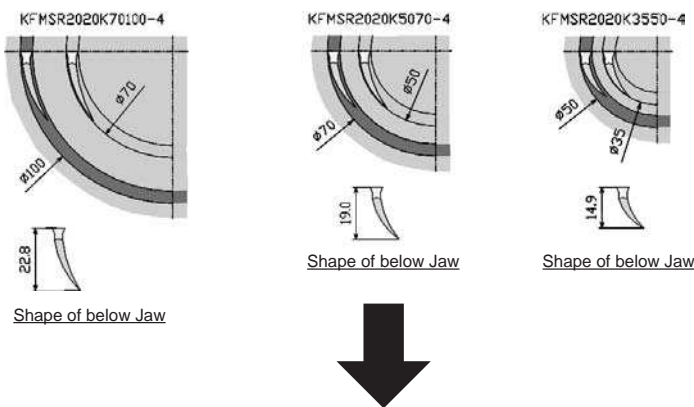 KFMSR2020K70100-4
ø70
ø100
22.8
Shape of below Jaw
KFMSR2020K5070-4
ø50
ø70
19.0
Shape of below Jaw
KFMSR2020K3550-4
ø50
ø35
14.9
Shape of below Jaw